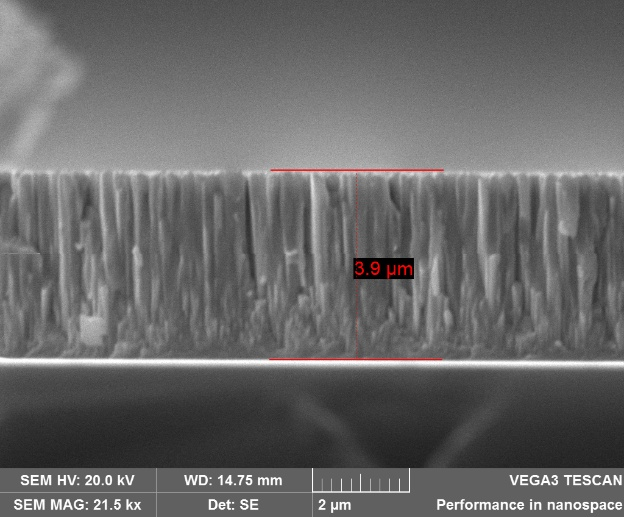 3.9 µm
SEM HV: 20.0 kV
WD: 14.75 mm
VEGA3 TESCAN
SEM MAG: 21.5 kx
Det: SE
2 µm
Performance in nanospace